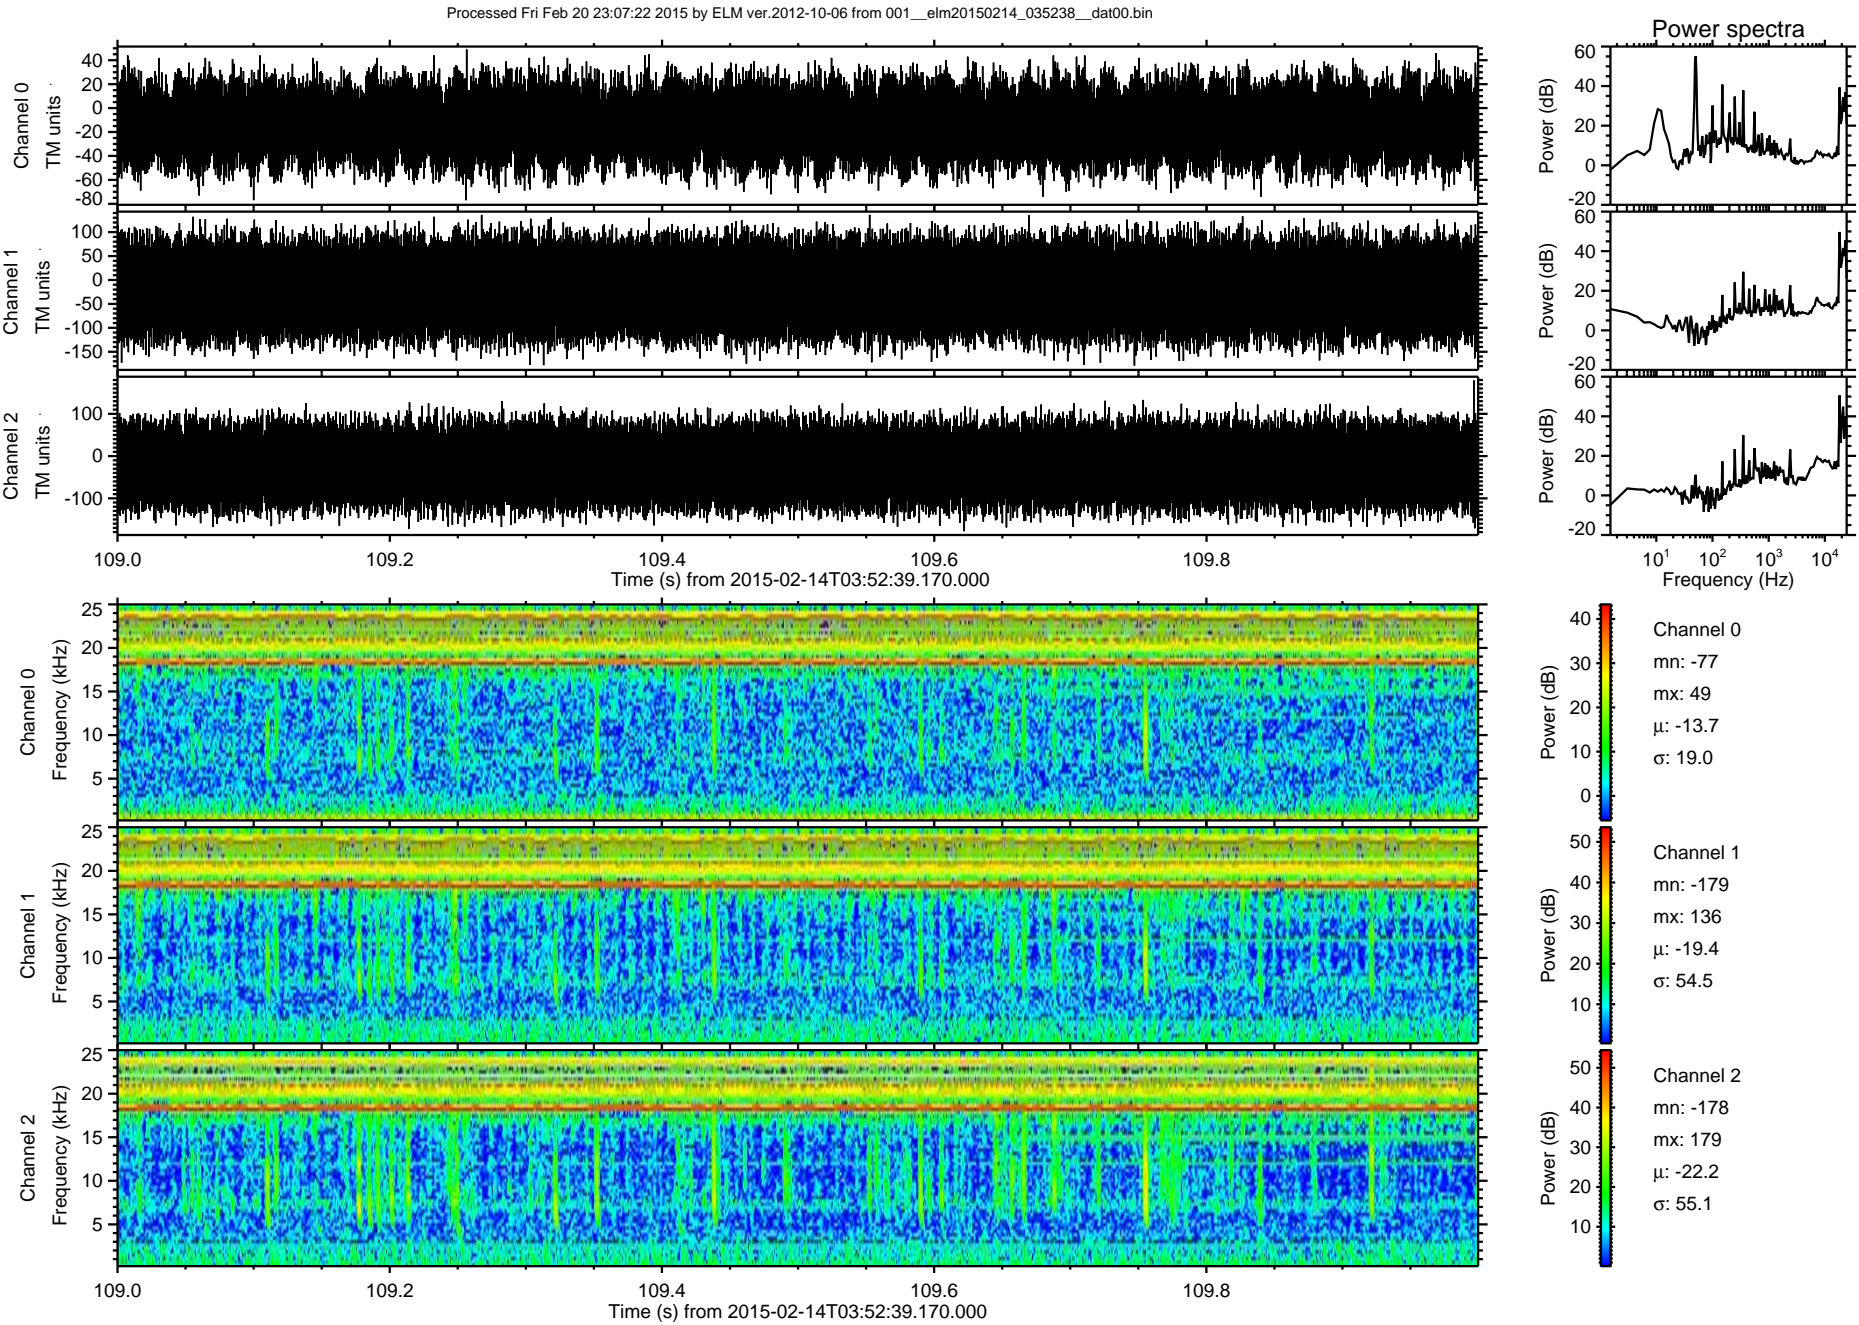 Processed Fri Feb 20 23:07:22 2015 by ELM ver.2012-10-06 from 001__elm20150214_035238__dat00.bin
Power spectra
Channel 0
TM units
40
20
0
-20
-40
-60
-80
Power (dB)
60
40
20
0
-20
Channel 1
TM units
100
50
0
-50
-100
-150
Power (dB)
60
40
20
0
-20
Channel 2
TM units
100
0
-100
Power (dB)
60
40
20
0
-20
109.0 109.2 109.4 109.6 109.8
Time (s) from 2015-02-14T03:52:39.170.000
10^1 10^2 10^3 10^4
Frequency (Hz)
Channel 0
Frequency (kHz)
25
20
15
10
5
Power (dB)
40
30
20
10
0
Channel 0
mn: -77
mx: 49
µ: -13.7
σ: 19.0
Channel 1
Frequency (kHz)
25
20
15
10
5
Power (dB)
50
40
30
20
10
Channel 1
mn: -179
mx: 136
µ: -19.4
σ: 54.5
Channel 2
Frequency (kHz)
25
20
15
10
5
Power (dB)
50
40
30
20
10
Channel 2
mn: -178
mx: 179
µ: -22.2
σ: 55.1
109.0 109.2 109.4 109.6 109.8
Time (s) from 2015-02-14T03:52:39.170.000